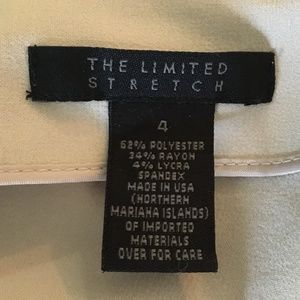 THE LIMITED
STRETCH
4
62% POLYESTER
34% RAYON
4% LYCRA
SPANDEX
MADE IN USA
(NORTHERN
MARIANA ISLANDS)
OF IMPORTED
MATERIALS
OVER FOR CARE